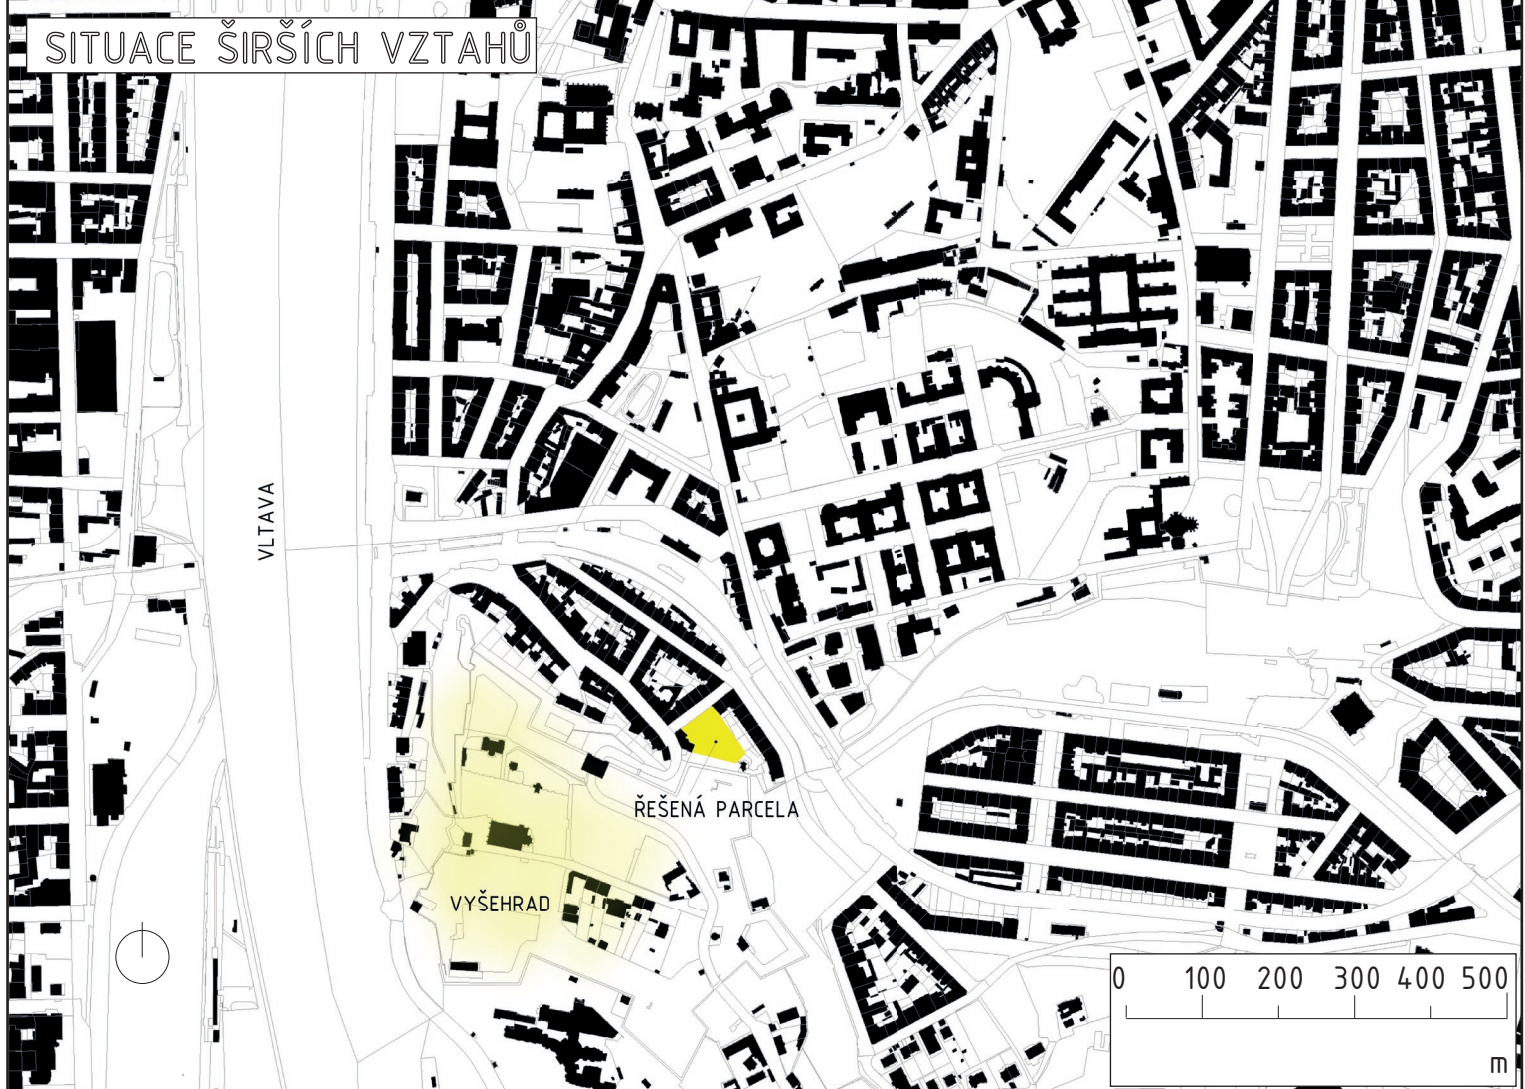 SITUACE ŠIRŠÍCH VZTAHŮ
VLTAVA
ŘEŠENÁ PARCELA
VYŠEHRAD
0 100 200 300 400 500
m